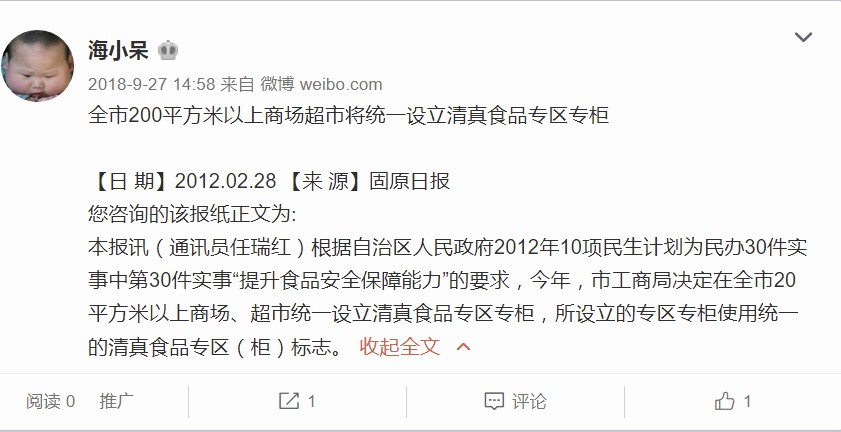 海小呆
2018-9-27 14:58 来自 微博 weibo.com
全市200平方米以上商场超市将统一设立清真食品专区专柜
【日 期】2012.02.28 【来 源】固原日报
您咨询的该报纸正文为:
本报讯（通讯员任瑞红）根据自治区人民政府2012年10项民生计划为民办30件实
事中第30件实事“提升食品安全保障能力”的要求，今年，市工商局决定在全市20
平方米以上商场、超市统一设立清真食品专区专柜，所设立的专区专柜使用统一
的清真食品专区（柜）标志。 收起全文
阅读 0 推广 1 评论 1